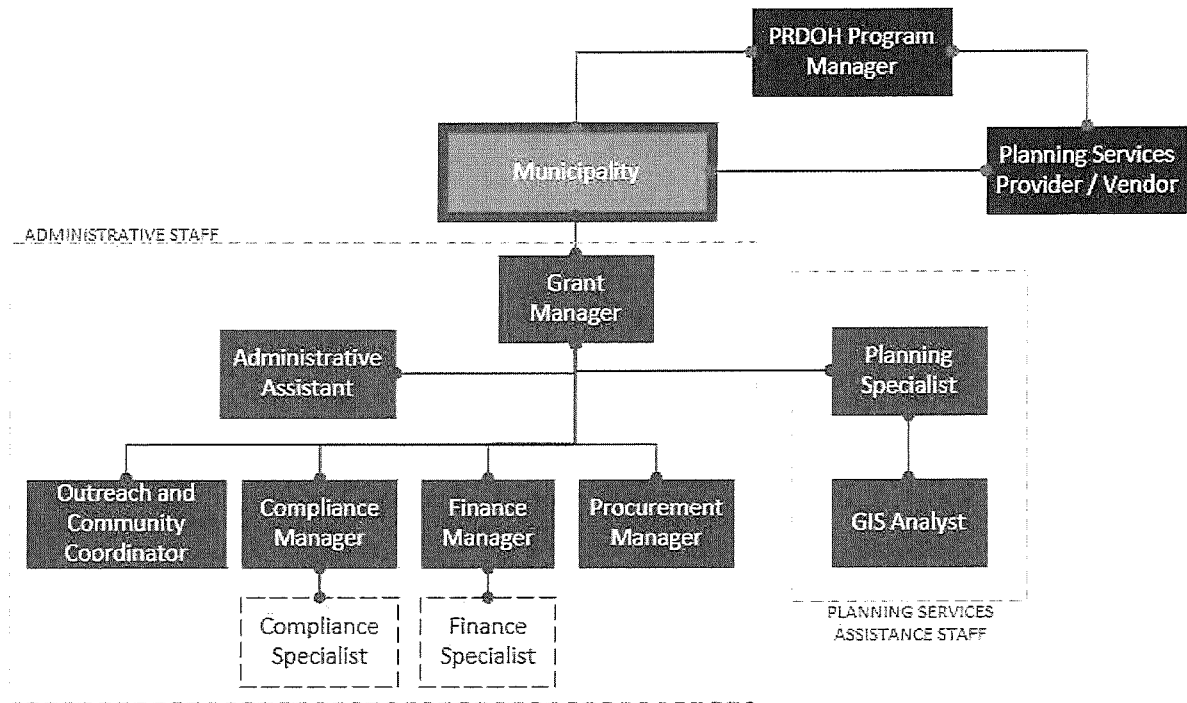 PRDOH Program
Manager
Municipality
Planning Services
Provider / Vendor
ADMINISTRATIVE STAFF
Grant
Manager
Administrative
Assistant
Planning
Specialist
Outreach and
Community
Coordinator
Compliance
Manager
Finance
Manager
Procurement
Manager
GIS Analyst
Compliance
Specialist
Finance
Specialist
PLANNING SERVICES
ASSISTANCE STAFF